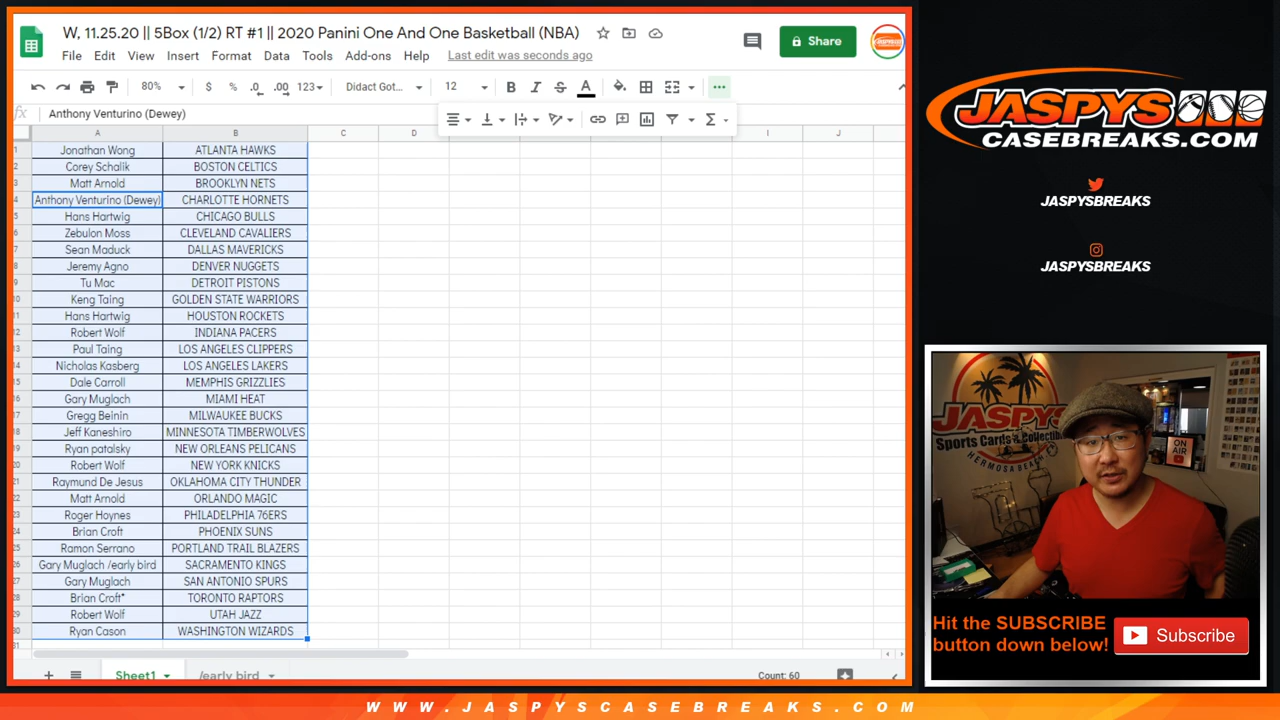 W, 11.25.20 || 5Box (1/2) RT #1 || 2020 Panini One And One Basketball (NBA)
Share
File Edit View Insert Format Data Tools Add-ons Help Last edit was seconds ago
80% $ % .0 .00 123 Didact Got... 12 B I S A
fx Anthony Venturino (Dewey)
A B C D I J
1 Jonathan Wong ATLANTA HAWKS
2 Corey Schalik BOSTON CELTICS
3 Matt Arnold BROOKLYN NETS
4 Anthony Venturino (Dewey) CHARLOTTE HORNETS
5 Hans Hartwig CHICAGO BULLS
6 Zebulon Moss CLEVELAND CAVALIERS
7 Sean Maduck DALLAS MAVERICKS
8 Jeremy Agno DENVER NUGGETS
9 Tu Mac DETROIT PISTONS
10 Keng Taing GOLDEN STATE WARRIORS
11 Hans Hartwig HOUSTON ROCKETS
12 Robert Wolf INDIANA PACERS
13 Paul Taing LOS ANGELES CLIPPERS
14 Nicholas Kasberg LOS ANGELES LAKERS
15 Dale Carroll MEMPHIS GRIZZLIES
16 Gary Muglach MIAMI HEAT
17 Gregg Beinin MILWAUKEE BUCKS
18 Jeff Kaneshiro MINNESOTA TIMBERWOLVES
19 Ryan patalsky NEW ORLEANS PELICANS
20 Robert Wolf NEW YORK KNICKS
21 Raymund De Jesus OKLAHOMA CITY THUNDER
22 Matt Arnold ORLANDO MAGIC
23 Roger Hoynes PHILADELPHIA 76ERS
24 Brian Croft PHOENIX SUNS
25 Ramon Serrano PORTLAND TRAIL BLAZERS
26 Gary Muglach /early bird SACRAMENTO KINGS
27 Gary Muglach SAN ANTONIO SPURS
28 Brian Croft* TORONTO RAPTORS
29 Robert Wolf UTAH JAZZ
30 Ryan Cason WASHINGTON WIZARDS
31
Sheet1 /early bird Count: 60
JASPYS
CASEBREAKS.COM
JASPYSBREAKS
JASPYSBREAKS
JASPYS
Sports Cards & Collectibles
HERMOSA BEACH
ON AIR
Hit the SUBSCRIBE
button down below!
Subscribe
WWW.JASPYSCASEBREAKS.COM